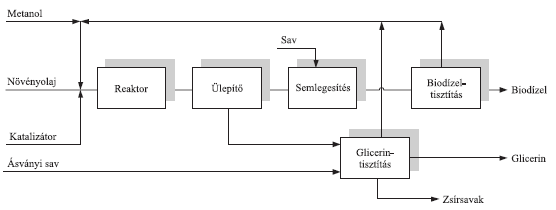 Metanol
Sav
Növényolaj
Reaktor
Ülepítő
Semlegesítés
Biodízel-
tisztítás
Biodízel
Katalizátor
Ásványi sav
Glicerin-
tisztítás
Glicerin
Zsírsavak